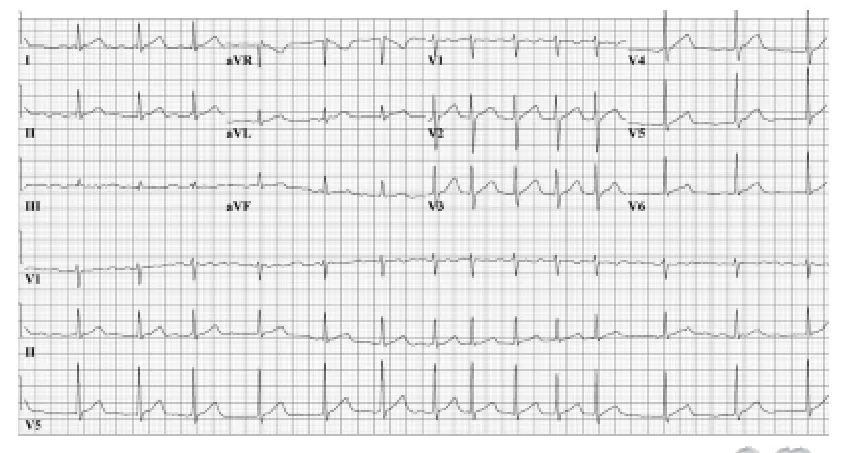 I aVR V1 V4
II aVL V2 V5
III aVF V3 V6
V1
II
V5